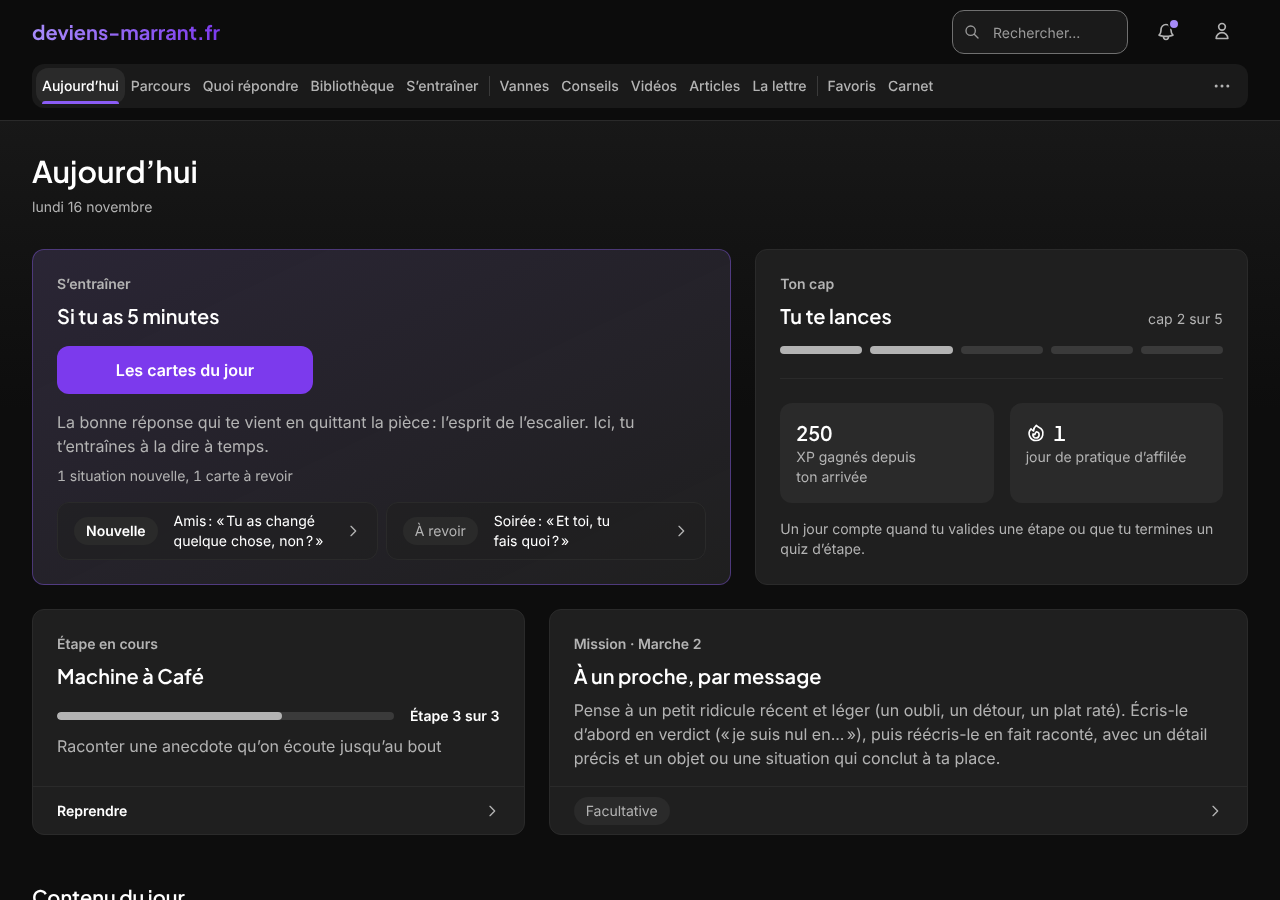 deviens-marrant.fr
Rechercher...
Aujourd’hui Parcours Quoi répondre Bibliothèque S’entraîner Vannes Conseils Vidéos Articles La lettre Favoris Carnet
Aujourd’hui
lundi 16 novembre
S’entraîner
Si tu as 5 minutes
Les cartes du jour
La bonne réponse qui te vient en quittant la pièce : l’esprit de l’escalier. Ici, tu
t’entraînes à la dire à temps.
1 situation nouvelle, 1 carte à revoir
Nouvelle
Amis : « Tu as changé
quelque chose, non ? »
À revoir
Soirée : « Et toi, tu
fais quoi ? »
Ton cap
Tu te lances
cap 2 sur 5
250
XP gagnés depuis
ton arrivée
1
jour de pratique d’affilée
Un jour compte quand tu valides une étape ou que tu termines un
quiz d’étape.
Étape en cours
Machine à Café
Étape 3 sur 3
Raconter une anecdote qu’on écoute jusqu’au bout
Reprendre
Mission · Marche 2
À un proche, par message
Pense à un petit ridicule récent et léger (un oubli, un détour, un plat raté). Écris-le
d’abord en verdict (« je suis nul en… »), puis réécris-le en fait raconté, avec un détail
précis et un objet ou une situation qui conclut à ta place.
Facultative
Contenu du jour